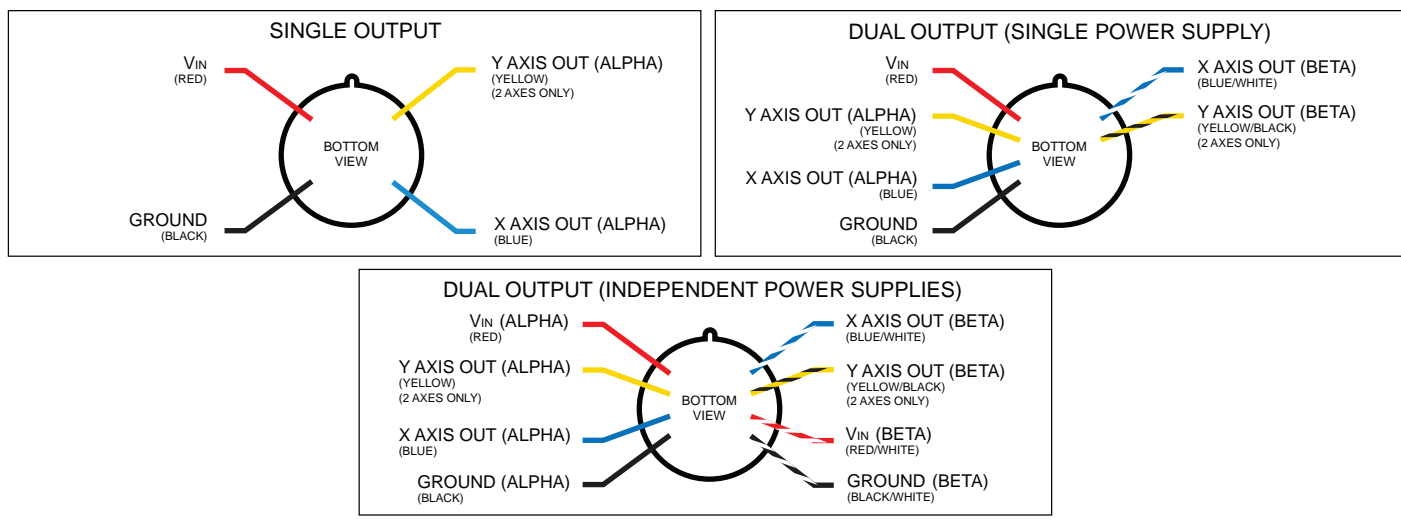 SINGLE OUTPUT
VIN
(RED)
Y AXIS OUT (ALPHA)
(YELLOW)
(2 AXES ONLY)
BOTTOM
VIEW
GROUND
(BLACK)
X AXIS OUT (ALPHA)
(BLUE)
DUAL OUTPUT (SINGLE POWER SUPPLY)
VIN
(RED)
Y AXIS OUT (ALPHA)
(YELLOW)
(2 AXES ONLY)
X AXIS OUT (ALPHA)
(BLUE)
GROUND
(BLACK)
BOTTOM
VIEW
X AXIS OUT (BETA)
(BLUE/WHITE)
Y AXIS OUT (BETA)
(YELLOW/BLACK)
(2 AXES ONLY)
DUAL OUTPUT (INDEPENDENT POWER SUPPLIES)
VIN (ALPHA)
(RED)
Y AXIS OUT (ALPHA)
(YELLOW)
(2 AXES ONLY)
X AXIS OUT (ALPHA)
(BLUE)
GROUND (ALPHA)
(BLACK)
BOTTOM
VIEW
X AXIS OUT (BETA)
(BLUE/WHITE)
Y AXIS OUT (BETA)
(YELLOW/BLACK)
(2 AXES ONLY)
VIN (BETA)
(RED/WHITE)
GROUND (BETA)
(BLACK/WHITE)